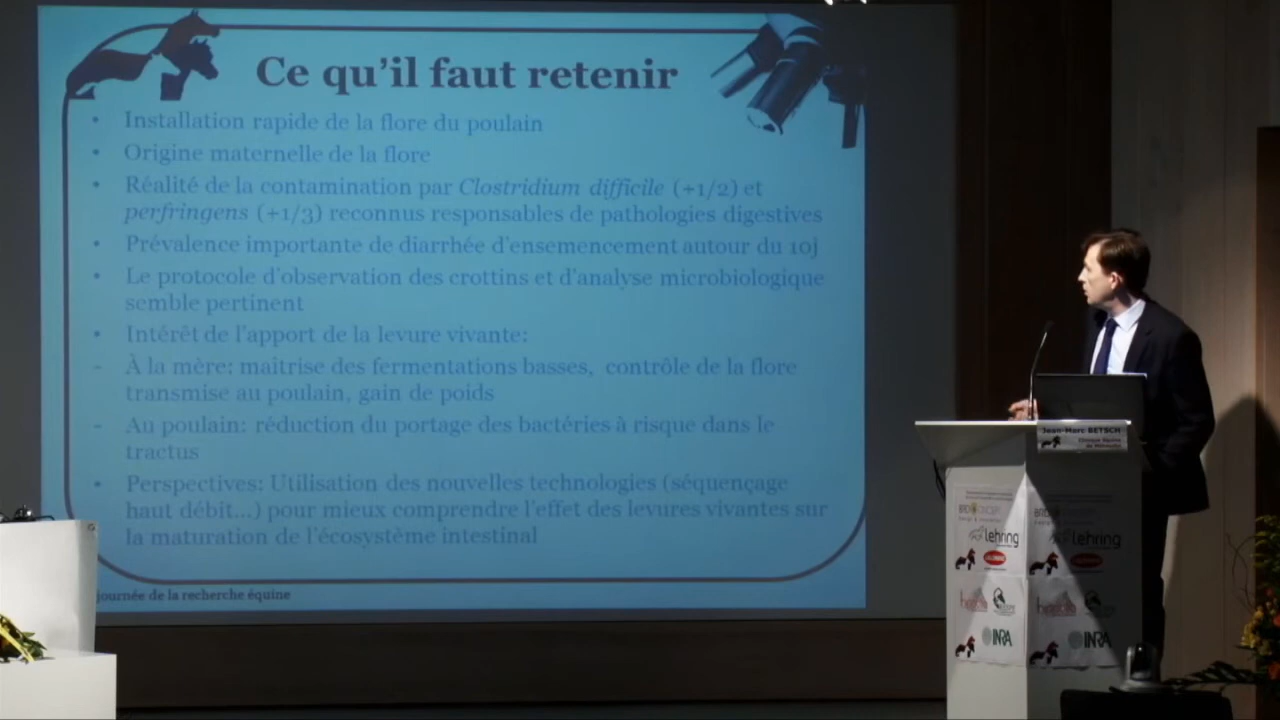 Ce qu'il faut retenir
• Installation rapide de la flore du poulain
• Origine maternelle de la flore
• Réalité de la contamination par Clostridium difficile (+1/2) et
perfringens (+1/3) reconnus responsables de pathologies digestives
• Prévalence importante de diarrhée d'ensemencement autour du 10j
• Le protocole d'observation des crottins et d'analyse microbiologique
semble pertinent
• Intérêt de l'apport de la levure vivante:
- À la mère: maîtrise des fermentations basses, contrôle de la flore
transmise au poulain, gain de poids
- Au poulain: réduction du portage des bactéries à risque dans le
tractus
• Perspectives: Utilisation des nouvelles technologies (séquençage
haut débit...) pour mieux comprendre l'effet des levures vivantes sur
la maturation de l'écosystème intestinal
journée de la recherche équine
Jean-Marc BETSCH
Clinique équine
lehring
lehring
INRA
INRA